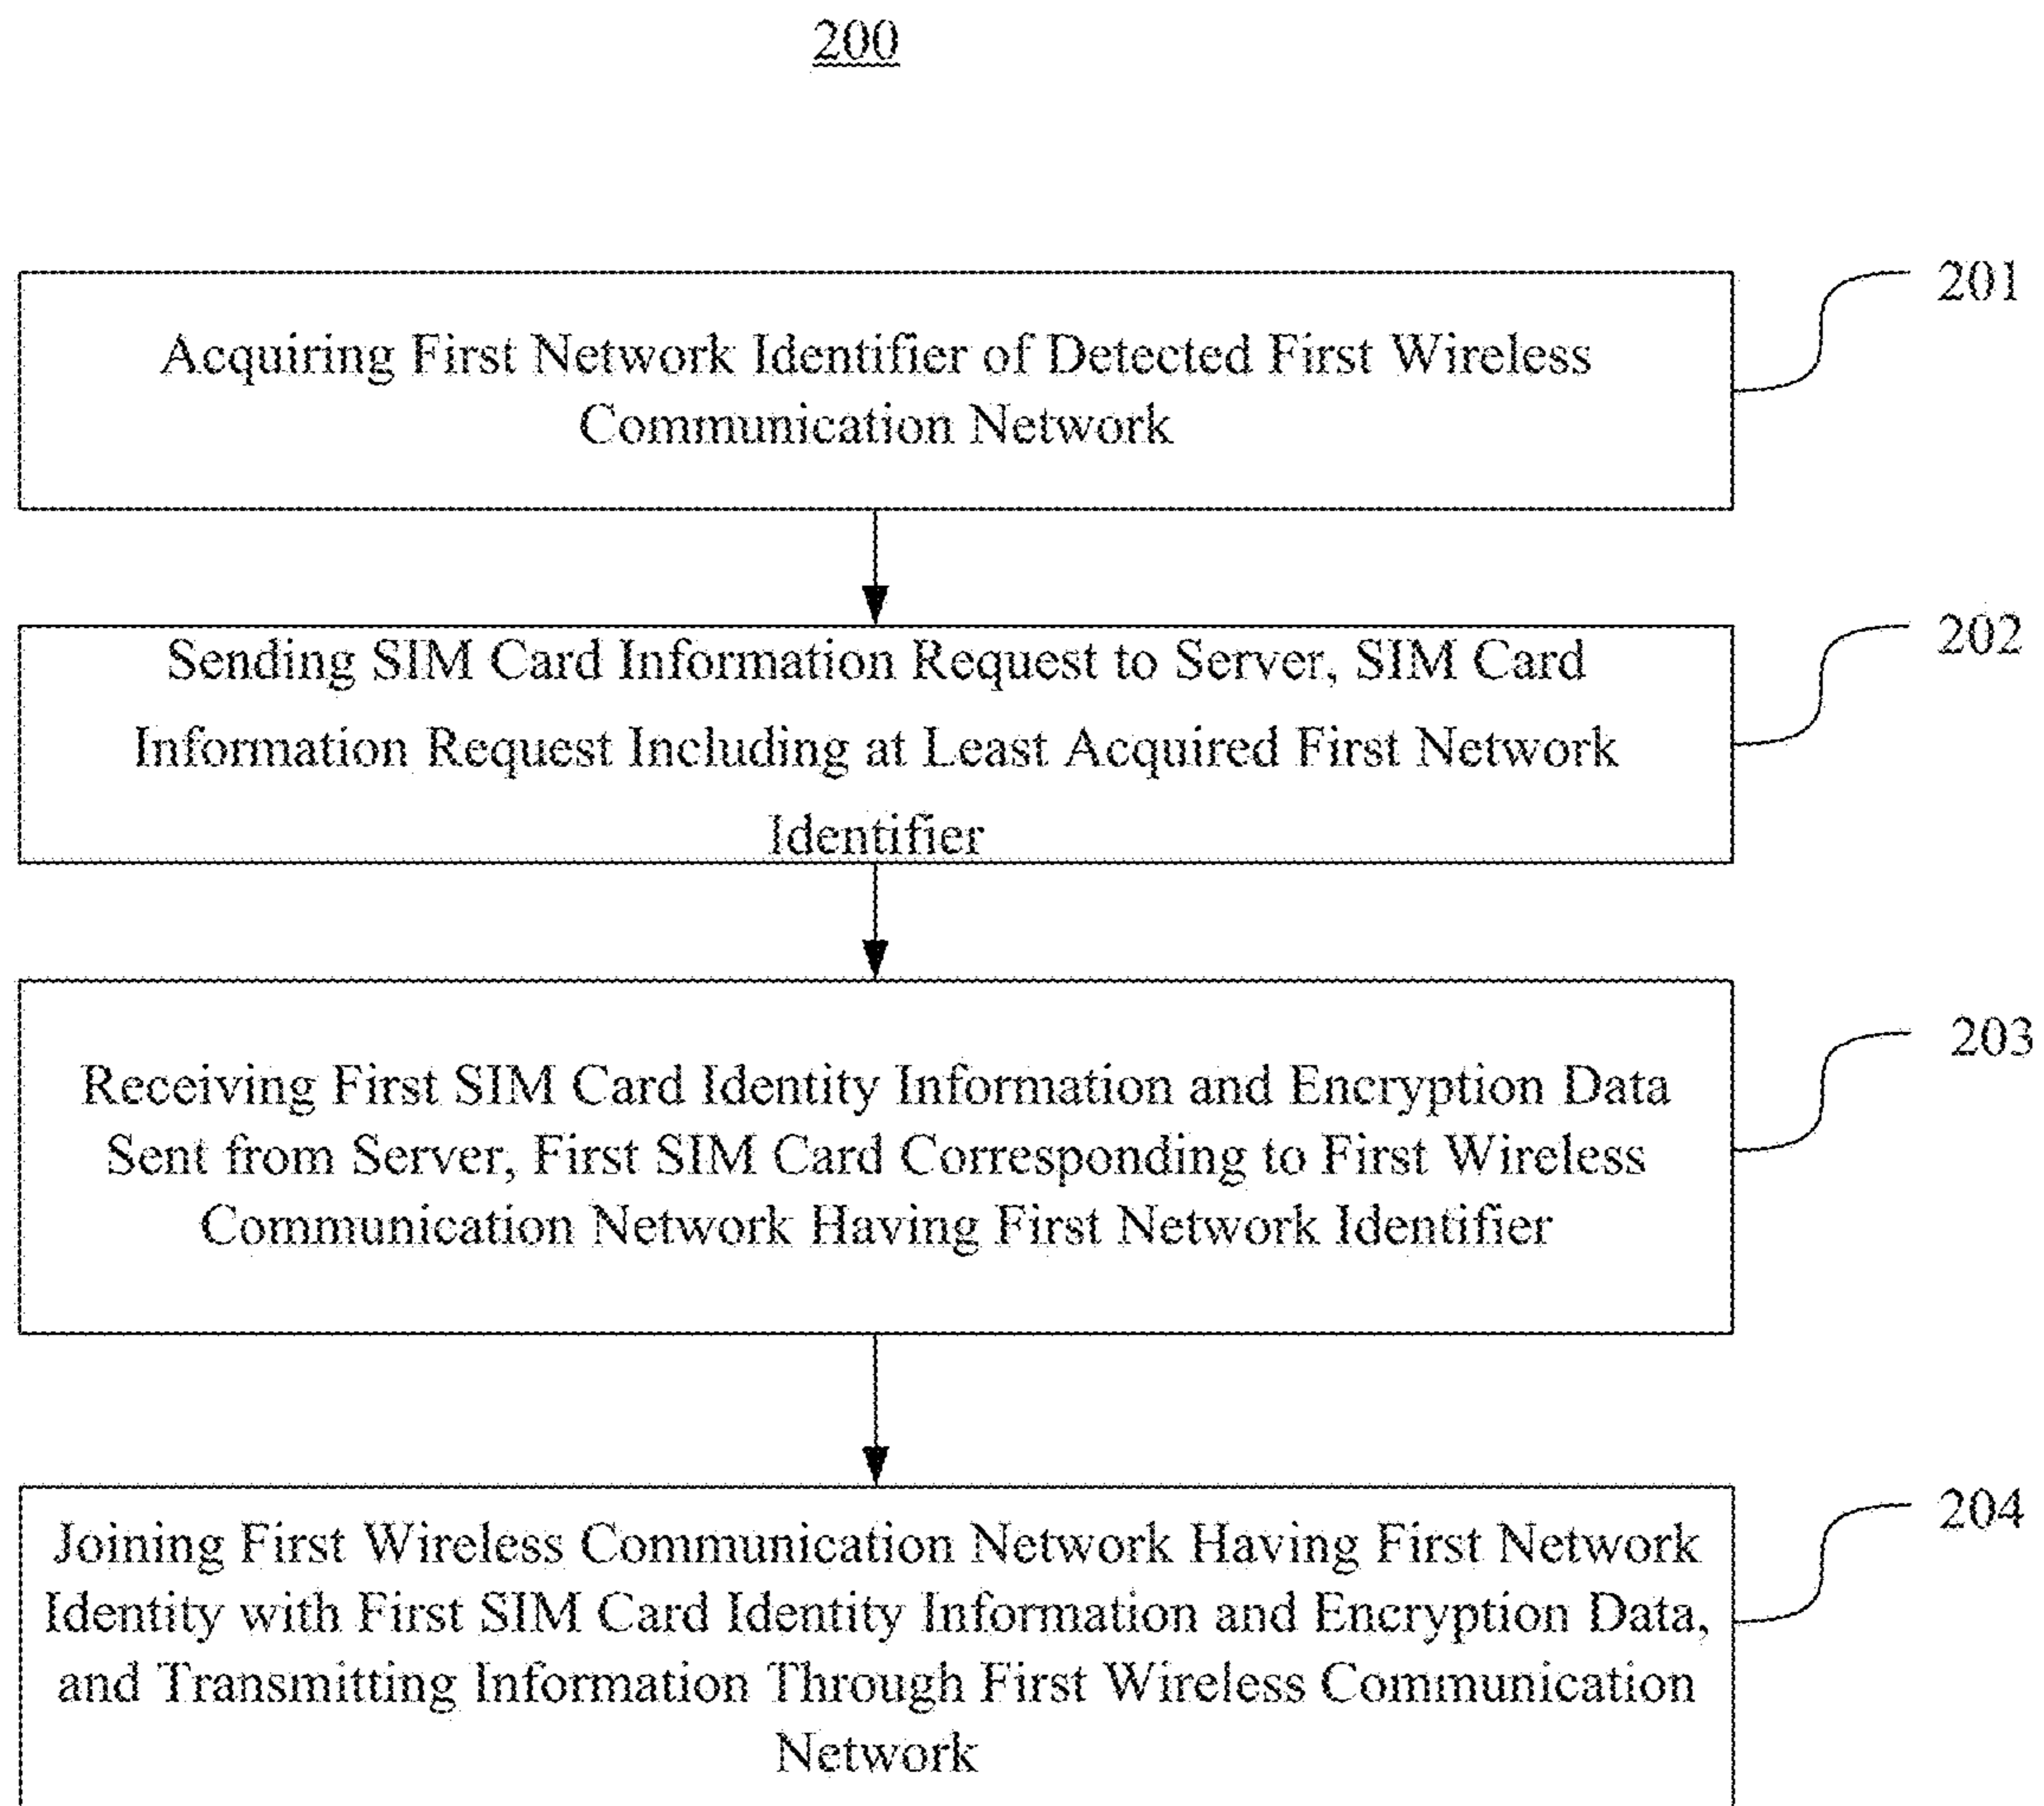 200
201
Acquiring First Network Identifier of Detected First Wireless
Communication Network
202
Sending SIM Card Information Request to Server, SIM Card
Information Request Including at Least Acquired First Network
Identifier
203
Receiving First SIM Card Identity Information and Encryption Data
Sent from Server, First SIM Card Corresponding to First Wireless
Communication Network Having First Network Identifier
204
Joining First Wireless Communication Network Having First Network
Identity with First SIM Card Identity Information and Encryption Data,
and Transmitting Information Through First Wireless Communication
Network